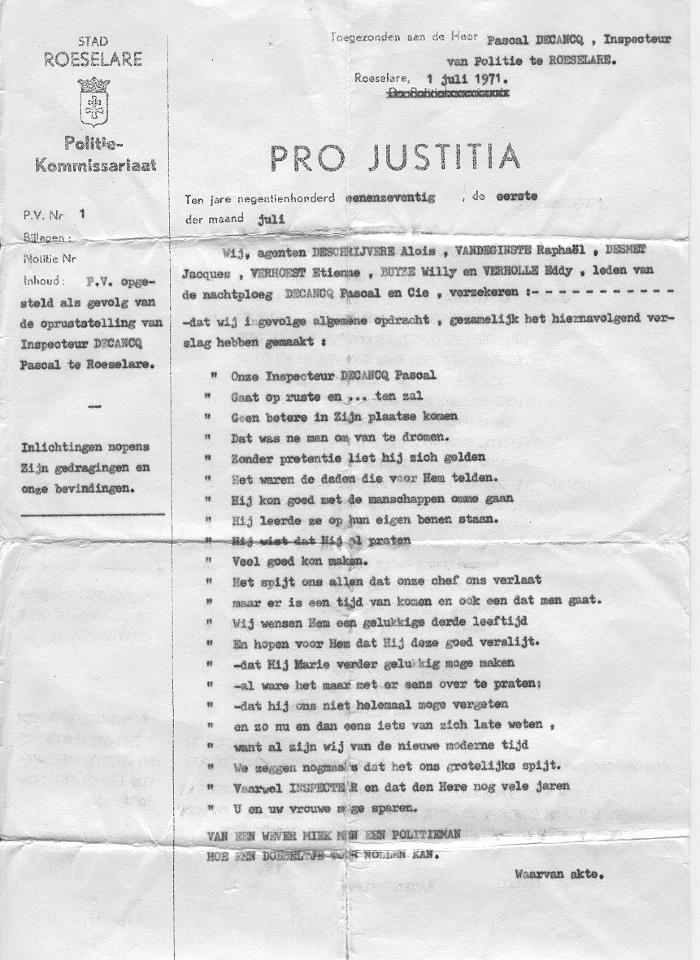 STAD
ROESELARE
Politie-
Kommissariaat
P.V. Nr 1
Bijlagen :
Notitie Nr
Inhoud : P.V. opge-
steld als gevolg van
de opruststelling van
Inspecteur DECANCQ
Pascal te Roeselare.
—
Inlichtingen nopens
Zijn gedragingen en
onze bevindingen.
Toegezonden aan de Heer Pascal DECANCQ , Inspecteur
van Politie te ROESELARE.
Roeselare, 1 juli 1971.
PRO JUSTITIA
Ten jare negentienhonderd eenenzeventig , de eerste
der maand juli
Wij, agenten DESCHRIJVERE Alois , VANDEGINSTE Raphaël , DESMET
Jacques , VERHOEST Etienne , BUYZE Willy en VERHOLLE Eddy , leden van
de nachtploeg DECANCQ Pascal en Cie , verzekeren :- - - - - - - - - - -
-dat wij ingevolge algemene opdracht , gezamelijk het hiernavolgend ver-
slag hebben gemaakt :
" Onze Inspecteur DECANCQ Pascal
" Gaat op ruste en ... ten zal
" Geen betere in Zijn plaatse komen
" Dat was ne man om van te dromen.
" Zonder pretentie liet hij zich gelden
" Het waren de daden die voor Hem telden.
" Hij kon goed met de manschappen omme gaan
" Hij leerde ze op hun eigen benen staan.
" Hij wist dat Hij al praten
" Veel goed kon maken.
" Het spijt ons allen dat onze chef ons verlaat
" maar er is een tijd van komen en ook een dat men gaat.
" Wij wensen Hem een gelukkige derde leeftijd
" En hopen voor Hem dat Hij deze goed verslijt.
" -dat Hij Marie verder gelukkig moge maken
" -al ware het maar met er eens over te praten;
" -dat hij ons niet helemaal moge vergeten
" en zo nu en dan eens iets van zich late weten ,
" want al zijn wij van de nieuwe moderne tijd
" We zeggen nogmaals dat het ons grotelijks spijt.
" Vaarwel INSPECTE R en dat den Here nog vele jaren
" U en uw vrouwe moge sparen.
VAN EEN WEVER MIEK MEN EEN POLITIEMAN
HOE EEN DOBBELTJE TOCH ROLLEN KAN.
Waarvan akte.